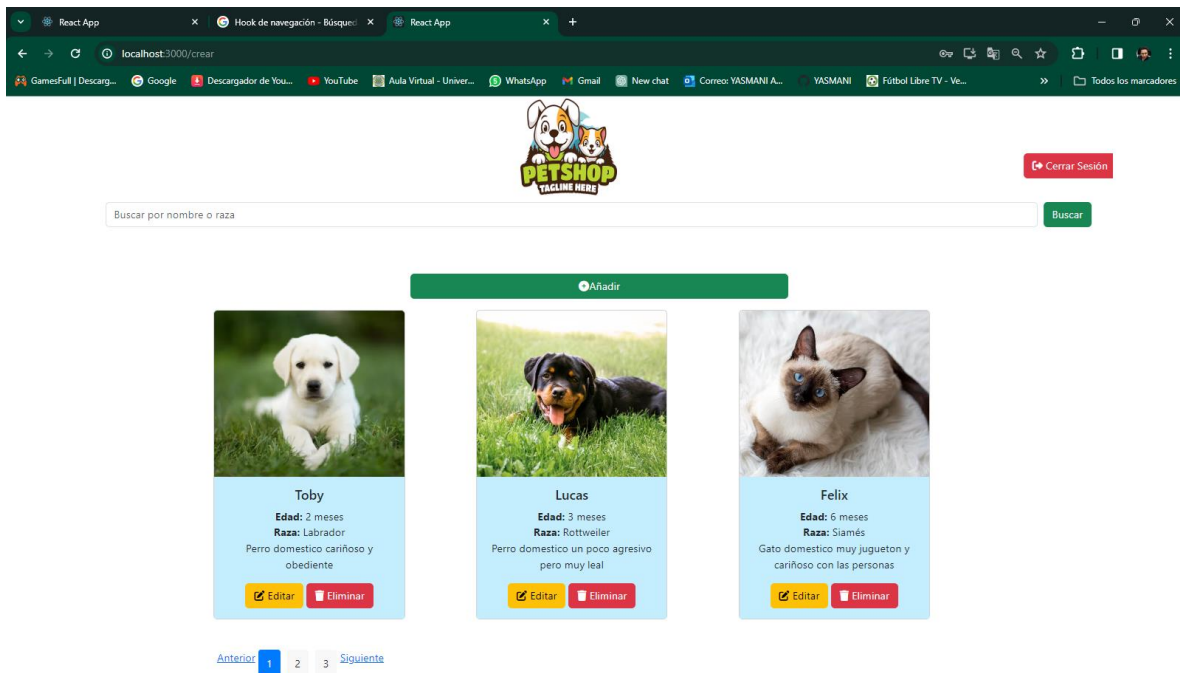 React App
Hook de navegación - Búsqued
React App
localhost:3000/crear
GamesFull | Descarg...
Google
Descargador de You...
YouTube
Aula Virtual - Univer...
WhatsApp
Gmail
New chat
Correo: YASMANI A...
YASMANI
Fútbol Libre TV - Ve...
»
Todos los marcadores
PETSHOP
TAGLINE HERE
Cerrar Sesión
Buscar por nombre o raza
Buscar
Añadir
Toby
Edad: 2 meses
Raza: Labrador
Perro domestico cariñoso y
obediente
Editar
Eliminar
Lucas
Edad: 3 meses
Raza: Rottweiler
Perro domestico un poco agresivo
pero muy leal
Editar
Eliminar
Felix
Edad: 6 meses
Raza: Siamés
Gato domestico muy jugueton y
cariñoso con las personas
Editar
Eliminar
Anterior 1 2 3 Siguiente